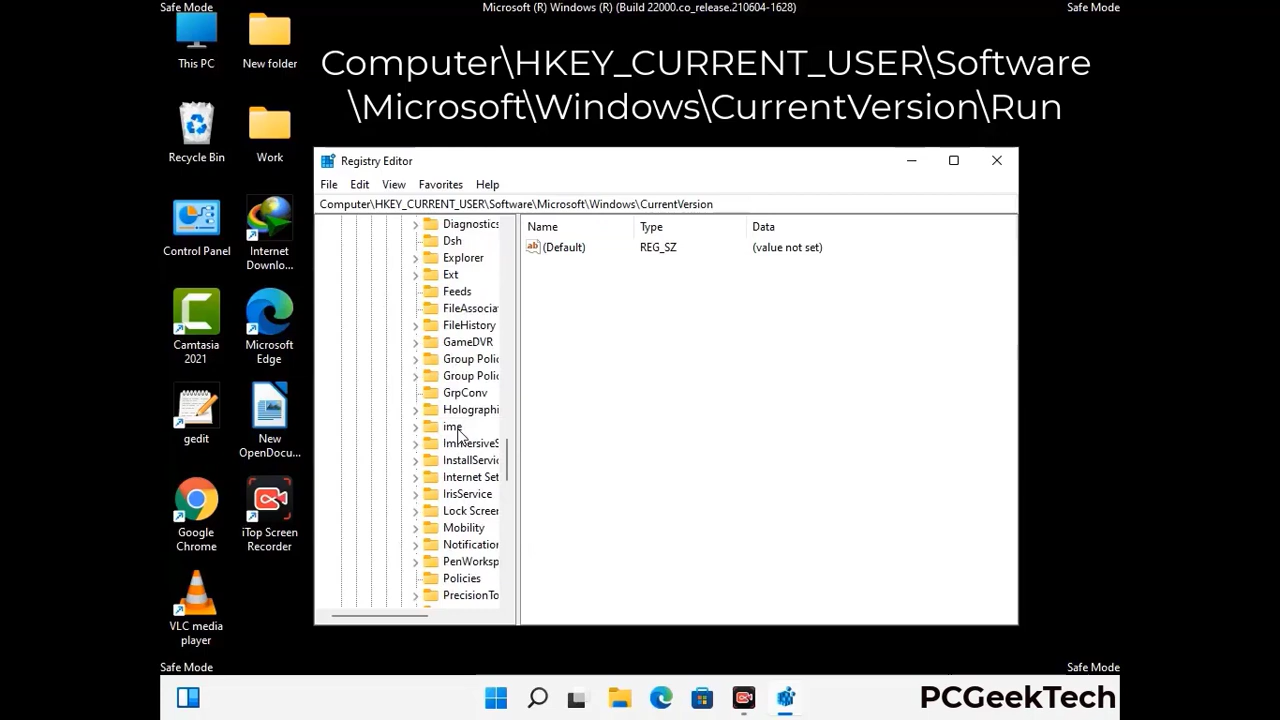 Safe Mode
Microsoft (R) Windows (R) (Build 22000.co_release.210604-1628)
Safe Mode
This PC
New folder
Computer\HKEY_CURRENT_USER\Software
\Microsoft\Windows\CurrentVersion\Run
Recycle Bin
Work
Control Panel
Internet
Downlo...
Camtasia
2021
Microsoft
Edge
gedit
New
OpenDocu...
Google
Chrome
iTop Screen
Recorder
VLC media
player
Registry Editor
File Edit View Favorites Help
Computer\HKEY_CURRENT_USER\Software\Microsoft\Windows\CurrentVersion
Name Type Data
ab (Default) REG_SZ (value not set)
Diagnostics
Dsh
Explorer
Ext
Feeds
FileAssocia
FileHistory
GameDVR
Group Polic
Group Polic
GrpConv
Holographi
ime
ImmersiveS
InstallServic
Internet Set
IrisService
Lock Screen
Mobility
Notification
PenWorksp
Policies
PrecisionTo
Safe Mode
Safe Mode
PCGeekTech